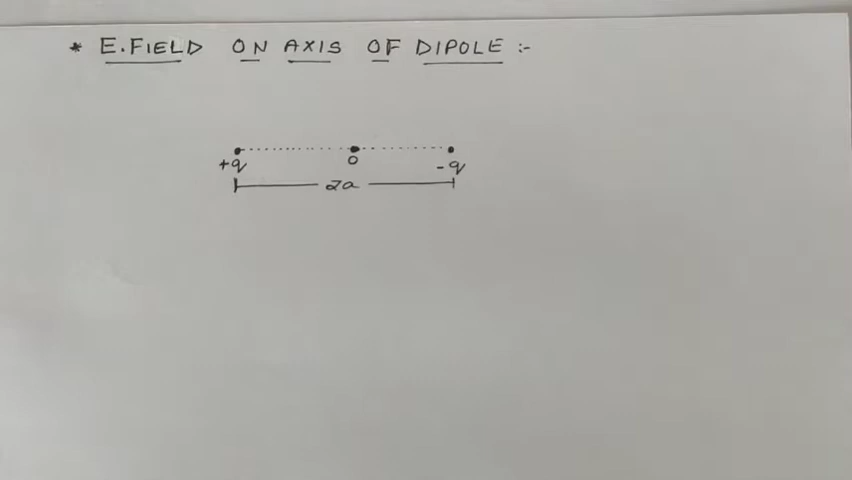 * E.FIELD ON AXIS OF DIPOLE :-
+q O -q
2a